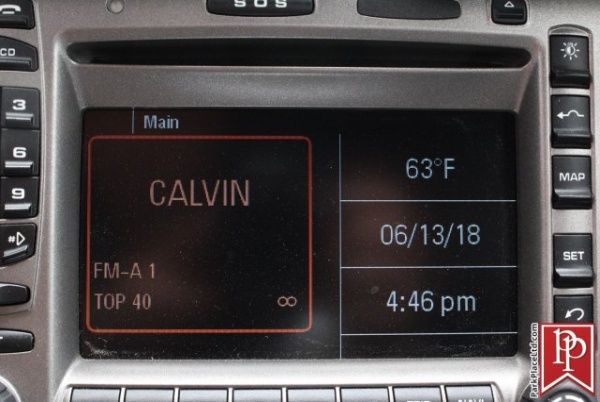 SOS
CD
3
6
9
#
MAP
SET
Main
CALVIN
FM-A 1
TOP 40
∞
63°F
06/13/18
4:46 pm
ParkPlaceLtd.com
PP